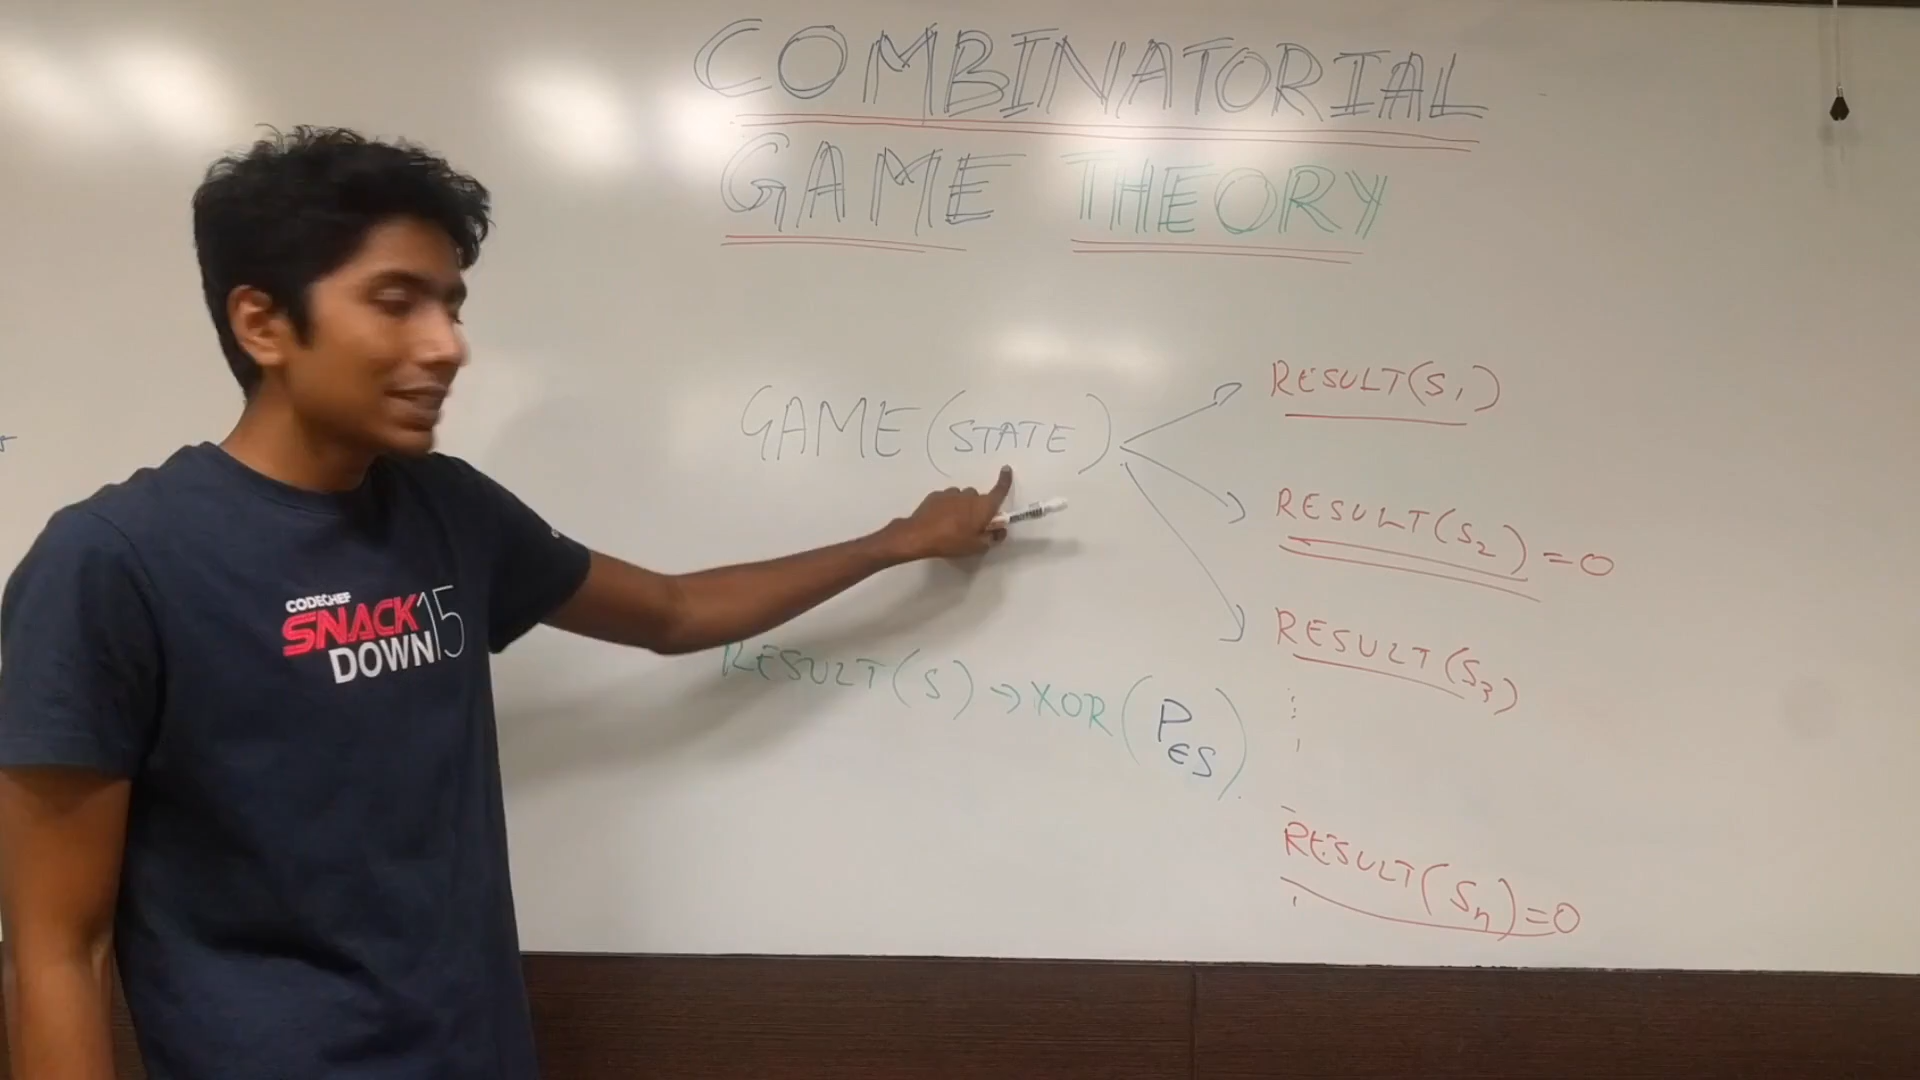 COMBINATORIAL
GAME THEORY
GAME (STATE)
RESULT(S1)
RESULT(S2) = 0
RESULT(S3)
RESULT(S) → XOR (P ES)
RESULT(Sn) = 0
CODECHEF
SNACK
DOWN 15